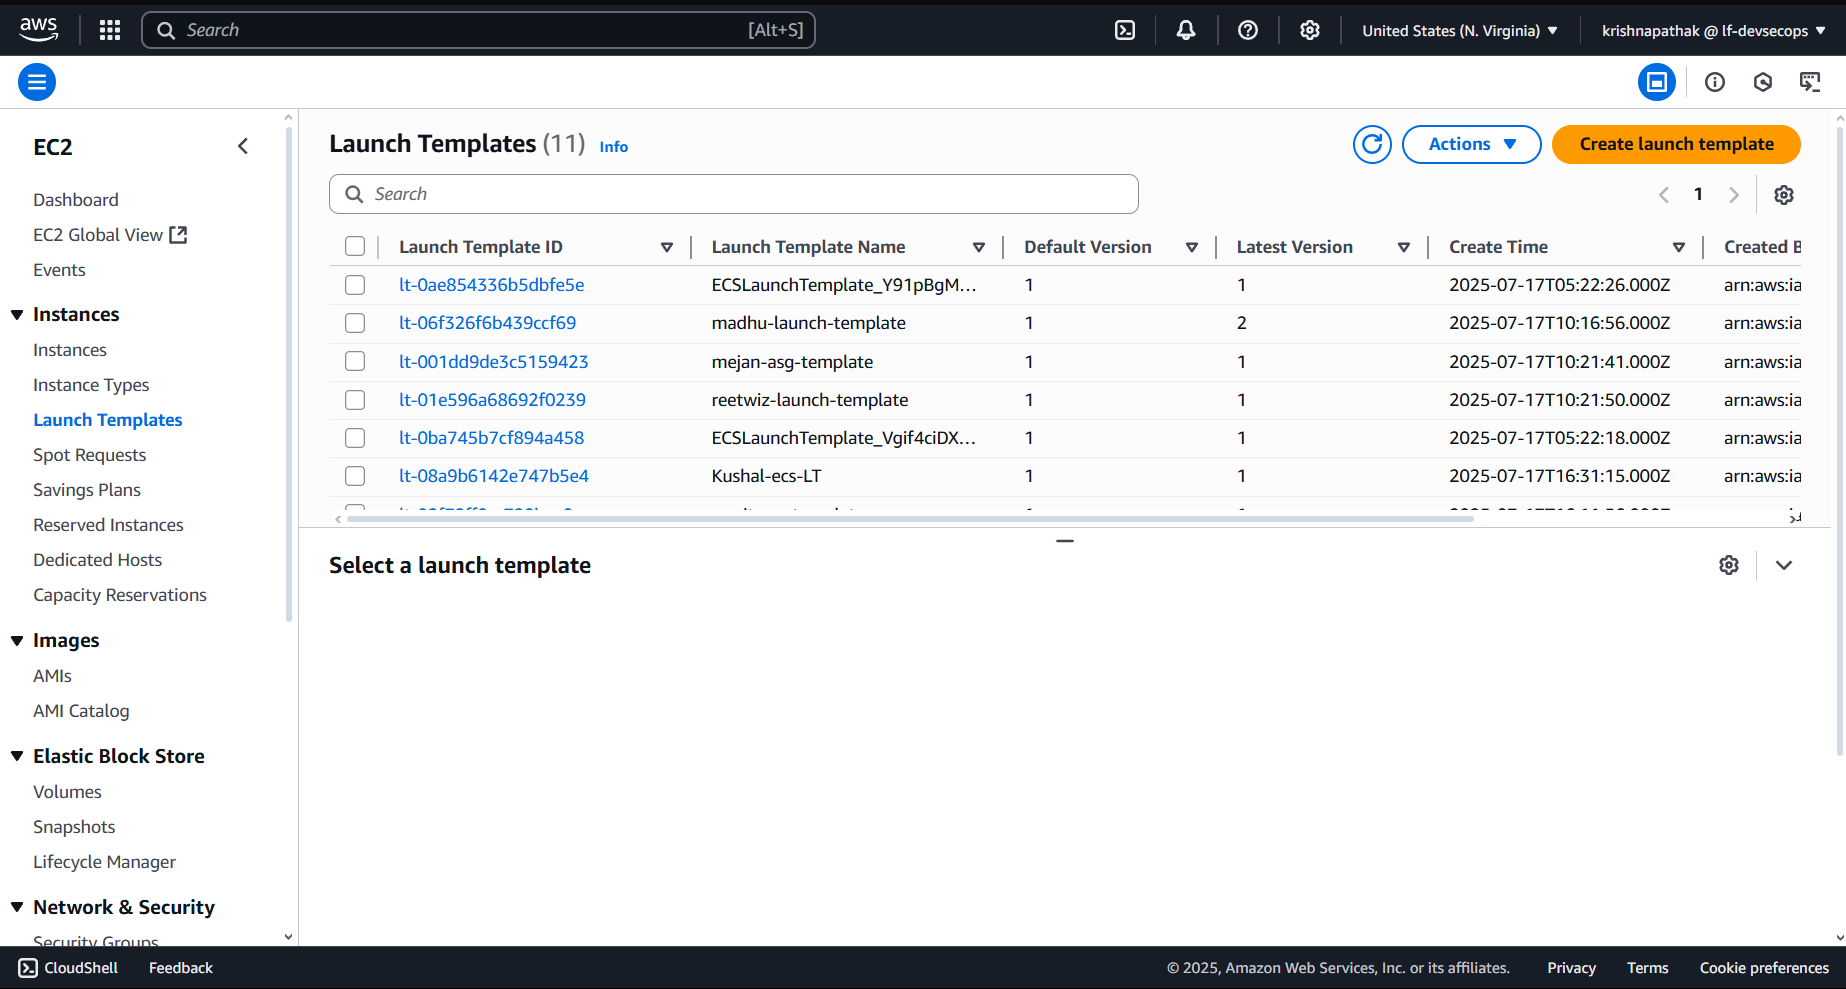 aws
Search [Alt+S]
United States (N. Virginia)
krishnapathak @ lf-devsecops
EC2
Dashboard
EC2 Global View
Events
Instances
Instances
Instance Types
Launch Templates
Spot Requests
Savings Plans
Reserved Instances
Dedicated Hosts
Capacity Reservations
Images
AMIs
AMI Catalog
Elastic Block Store
Volumes
Snapshots
Lifecycle Manager
Network & Security
Security Groups
Launch Templates (11) Info
Actions
Create launch template
Search
1
Launch Template ID Launch Template Name Default Version Latest Version Create Time Created B
lt-0ae854336b5dbfe5e ECSLaunchTemplate_Y91pBgM... 1 1 2025-07-17T05:22:26.000Z arn:aws:ia
lt-06f326f6b439ccf69 madhu-launch-template 1 2 2025-07-17T10:16:56.000Z arn:aws:ia
lt-001dd9de3c5159423 mejan-asg-template 1 1 2025-07-17T10:21:41.000Z arn:aws:ia
lt-01e596a68692f0239 reetwiz-launch-template 1 1 2025-07-17T10:21:50.000Z arn:aws:ia
lt-0ba745b7cf894a458 ECSLaunchTemplate_Vgif4ciDX... 1 1 2025-07-17T05:22:18.000Z arn:aws:ia
lt-08a9b6142e747b5e4 Kushal-ecs-LT 1 1 2025-07-17T16:31:15.000Z arn:aws:ia
Select a launch template
CloudShell Feedback
© 2025, Amazon Web Services, Inc. or its affiliates. Privacy Terms Cookie preferences